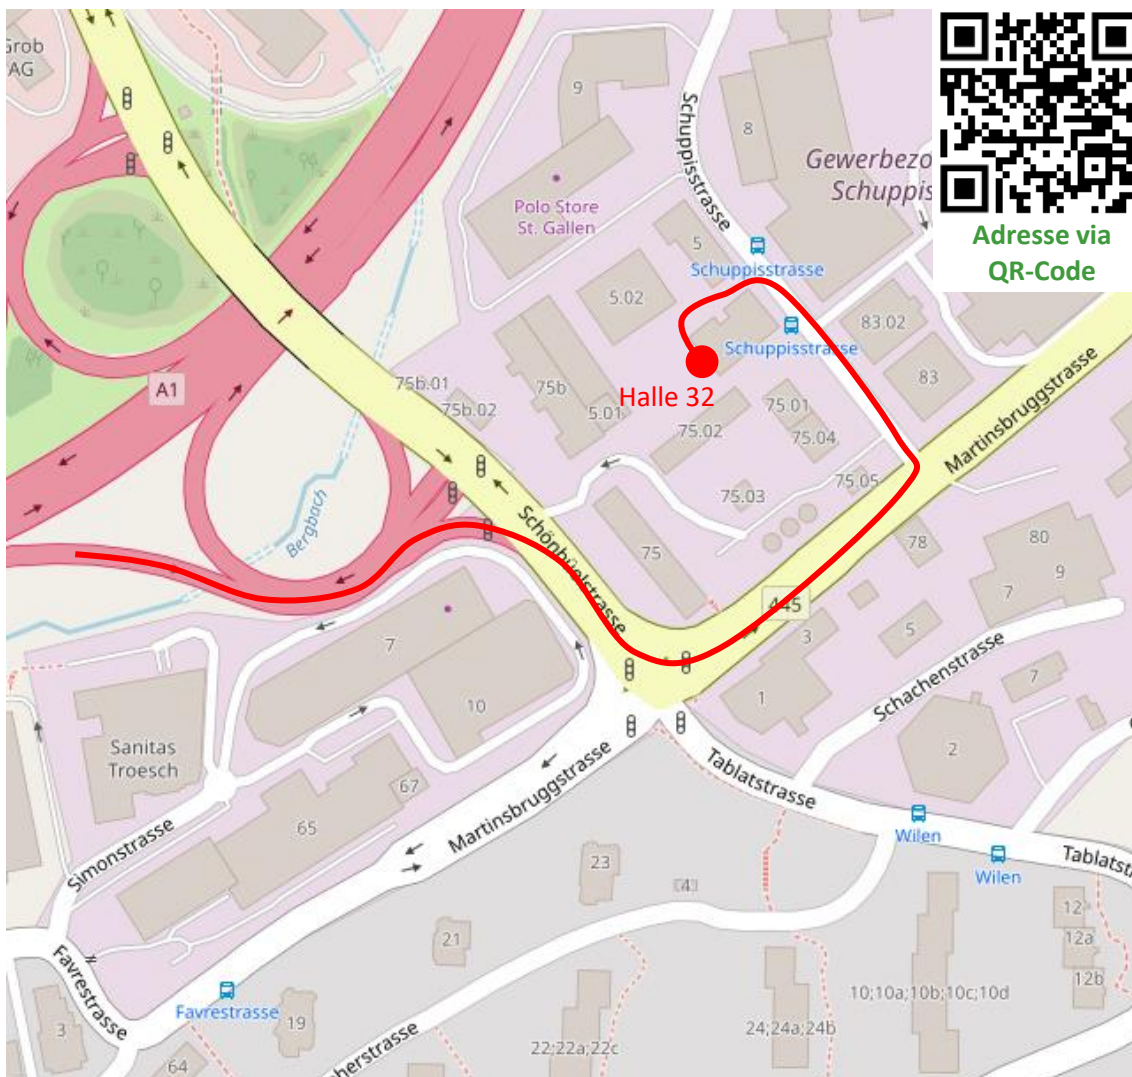 Grob
AG
9
Schuppisstrasse
8
Gewerbezo
Schuppis
Adresse via
QR-Code
Polo Store
St. Gallen
5
Schuppisstrasse
5.02
83.02
Schuppisstrasse
83
A1
Halle 32
75b.01
75b
75b.02
5.01
75.01
75.02
75.04
Martinsbruggstrasse
75.05
75.03
Bergbach
Schönbüelstrasse
75
78
80
9
7
445
3
5
7
1
Schachenstrasse
7
10
2
Sanitas
Troesch
67
65
Martinsbruggstrasse
Tablatstrasse
Simonstrasse
Wilen
Wilen
Tablatst
23
4
21
12
12a
12b
Favrestrasse
Favrestrasse
3
19
64
herstrasse
22;22a;22c
24;24a;24b
10;10a;10b;10c;10d